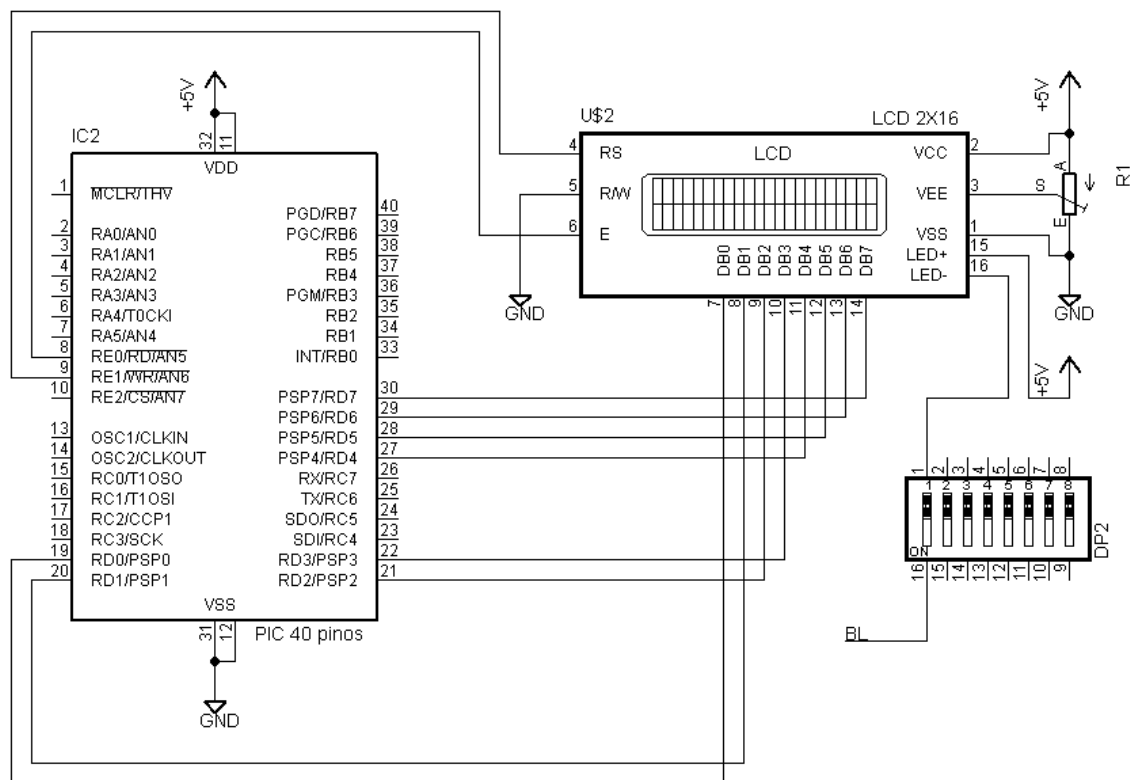 +5V
IC2
32
11
VDD
1
MCLR/THV
2
RA0/AN0
3
RA1/AN1
4
RA2/AN2
5
RA3/AN3
6
RA4/T0CKI
7
RA5/AN4
8
RE0/RD/AN5
9
RE1/WR/AN6
10
RE2/CS/AN7
13
OSC1/CLKIN
14
OSC2/CLKOUT
15
RC0/T1OSO
16
RC1/T1OSI
17
RC2/CCP1
18
RC3/SCK
19
RD0/PSP0
20
RD1/PSP1
PGD/RB7
40
PGC/RB6
39
RB5
38
RB4
37
PGM/RB3
36
RB2
35
RB1
34
INT/RB0
33
PSP7/RD7
30
PSP6/RD6
29
PSP5/RD5
28
PSP4/RD4
27
RX/RC7
26
TX/RC6
25
SDO/RC5
24
SDI/RC4
23
RD3/PSP3
22
RD2/PSP2
21
VSS
31
12
PIC 40 pinos
GND
U$2
LCD 2X16
4
RS
5
R/W
6
E
LCD
VCC
2
VEE
3
VSS
1
LED+
15
LED-
16
DB0
DB1
DB2
DB3
DB4
DB5
DB6
DB7
7
8
9
10
11
12
13
14
GND
+5V
A
S
E
R1
GND
+5V
1
2
3
4
5
6
7
8
1
2
3
4
5
6
7
8
ON
DP2
16
15
14
13
12
11
10
9
BL